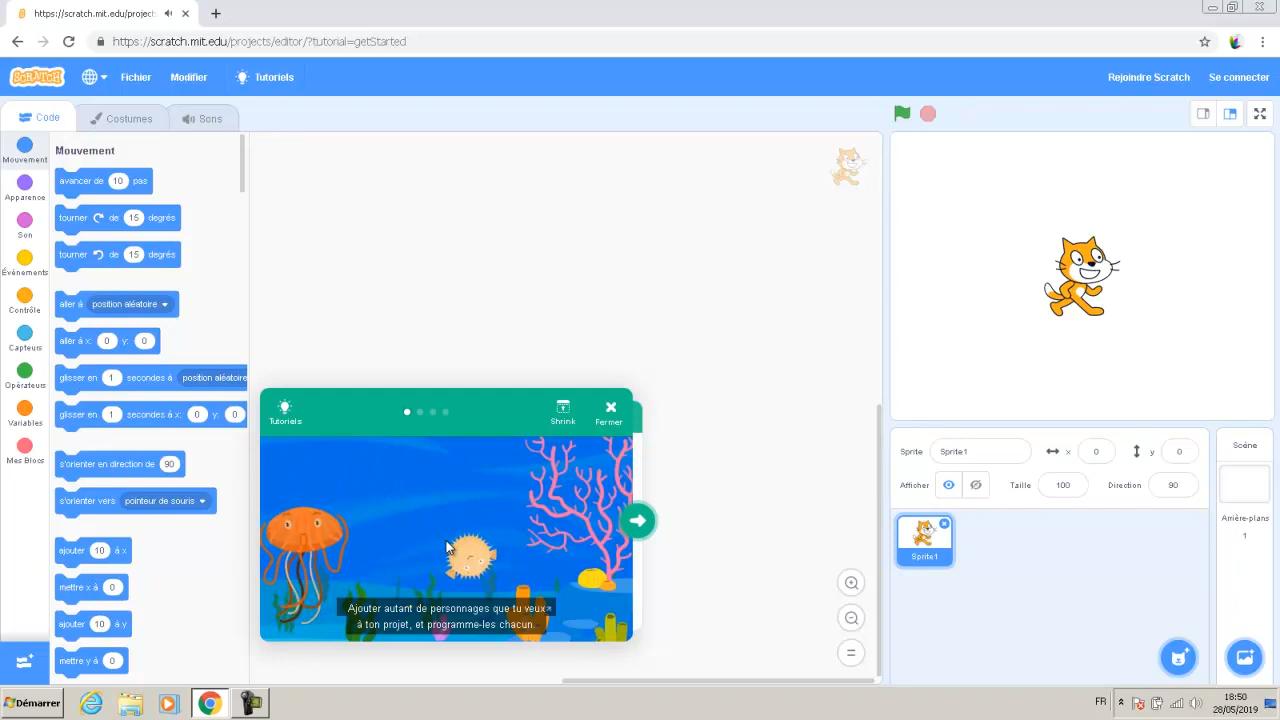 https://scratch.mit.edu/project
https://scratch.mit.edu/projects/editor/?tutorial=getStarted
SCRATCH
Fichier
Modifier
Tutoriels
Rejoindre Scratch
Se connecter
Code
Costumes
Sons
Mouvement
Apparence
Son
Événements
Contrôle
Capteurs
Opérateurs
Variables
Mes Blocs
Mouvement
avancer de 10 pas
tourner de 15 degrés
tourner de 15 degrés
aller à position aléatoire
aller à x: 0 y: 0
glisser en 1 secondes à position aléatoire
glisser en 1 secondes à x: 0 y: 0
s'orienter en direction de 90
s'orienter vers pointeur de souris
ajouter 10 à x
mettre x à 0
ajouter 10 à y
mettre y à 0
Tutoriels
Shrink
Fermer
Ajouter autant de personnages que tu veux
à ton projet, et programme-les chacun.
Sprite Sprite1 x 0 y 0
Afficher Taille 100 Direction 90
Sprite1
Scène
Arrière-plans
1
Démarrer
FR
18:50
28/05/2019